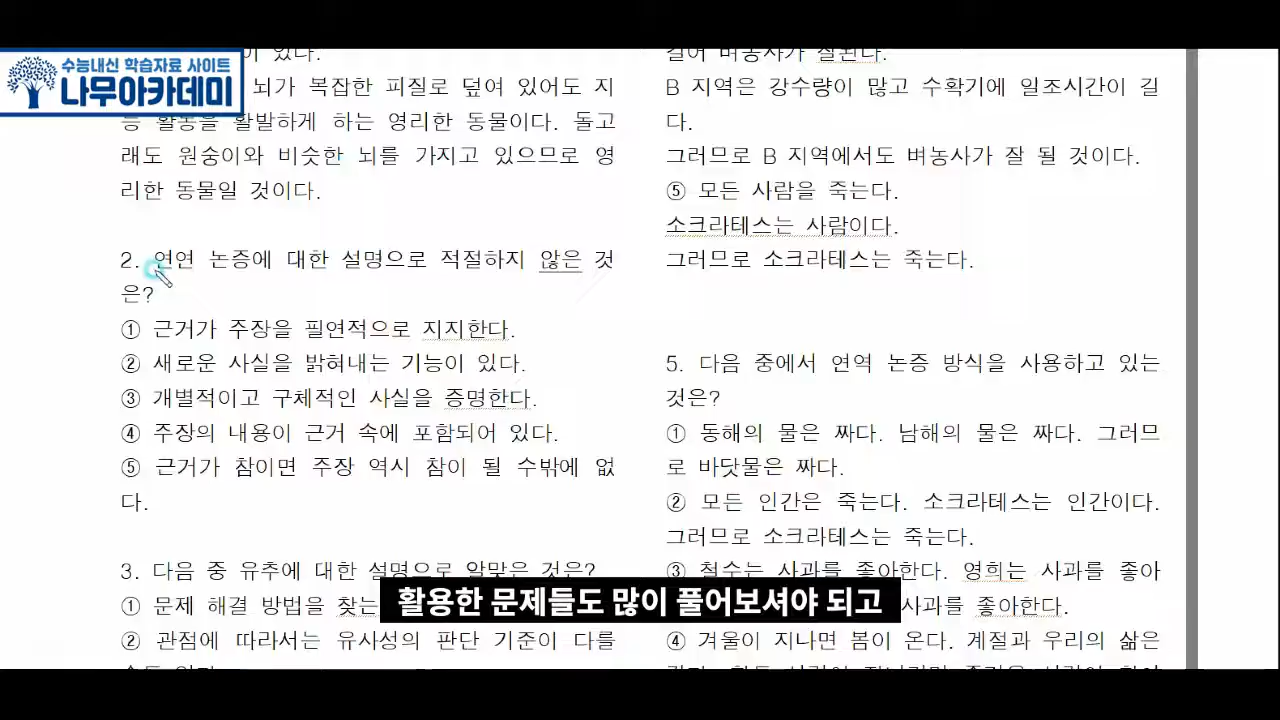 수능내신 학습자료 사이트
나무아카데미
이 있다.
뇌가 복잡한 피질로 덮여 있어도 지
능 활동을 활발하게 하는 영리한 동물이다. 돌고
래도 원숭이와 비슷한 뇌를 가지고 있으므로 영
리한 동물일 것이다.
2. 연연 논증에 대한 설명으로 적절하지 않은 것
은?
① 근거가 주장을 필연적으로 지지한다.
② 새로운 사실을 밝혀내는 기능이 있다.
③ 개별적이고 구체적인 사실을 증명한다.
④ 주장의 내용이 근거 속에 포함되어 있다.
⑤ 근거가 참이면 주장 역시 참이 될 수밖에 없
다.
3. 다음 중 유추에 대한 설명으로 알맞은 것은?
① 문제 해결 방법을 찾는
② 관점에 따라서는 유사성의 판단 기준이 다를
길어 벼농사가 잘된다.
B 지역은 강수량이 많고 수확기에 일조시간이 길
다.
그러므로 B 지역에서도 벼농사가 잘 될 것이다.
⑤ 모든 사람을 죽는다.
소크라테스는 사람이다.
그러므로 소크라테스는 죽는다.
5. 다음 중에서 연역 논증 방식을 사용하고 있는
것은?
① 동해의 물은 짜다. 남해의 물은 짜다. 그러므
로 바닷물은 짜다.
② 모든 인간은 죽는다. 소크라테스는 인간이다.
그러므로 소크라테스는 죽는다.
③ 철수는 사과를 좋아한다. 영희는 사과를 좋아
사과를 좋아한다.
④ 겨울이 지나면 봄이 온다. 계절과 우리의 삶은
활용한 문제들도 많이 풀어보셔야 되고